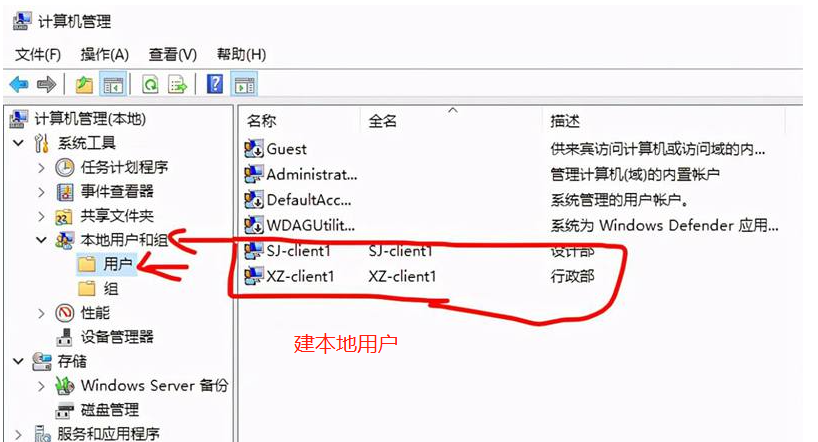 计算机管理
文件(F) 操作(A) 查看(V) 帮助(H)
计算机管理(本地)
系统工具
任务计划程序
事件查看器
共享文件夹
本地用户和组
用户
组
性能
设备管理器
存储
Windows Server 备份
磁盘管理
服务和应用程序
名称 全名 描述
Guest 供来宾访问计算机或访问域的内...
Administrat... 管理计算机(域)的内置帐户
DefaultAcc... 系统管理的用户帐户。
WDAGUtilit... 系统为 Windows Defender 应用...
SJ-client1 SJ-client1 设计部
XZ-client1 XZ-client1 行政部
建本地用户